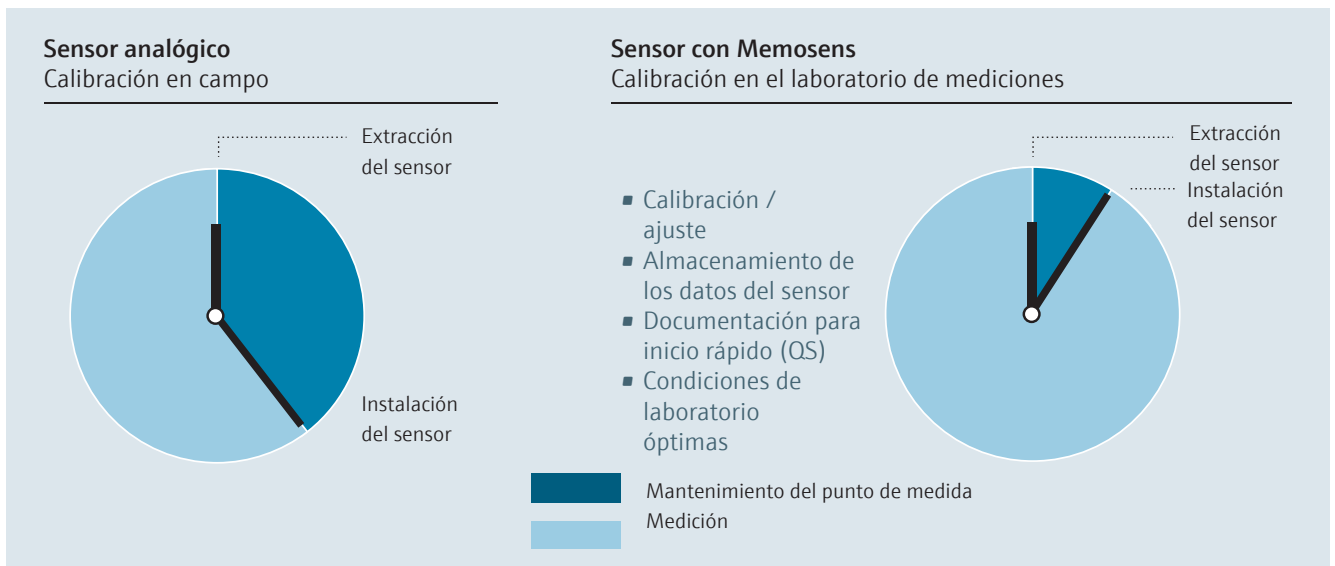 Sensor analógico
Calibración en campo
Extracción
del sensor
Instalación
del sensor
Sensor con Memosens
Calibración en el laboratorio de mediciones
▪ Calibración /
ajuste
▪ Almacenamiento de
los datos del sensor
▪ Documentación para
inicio rápido (QS)
▪ Condiciones de
laboratorio
óptimas
Extracción
del sensor
Instalación
del sensor
Mantenimiento del punto de medida
Medición